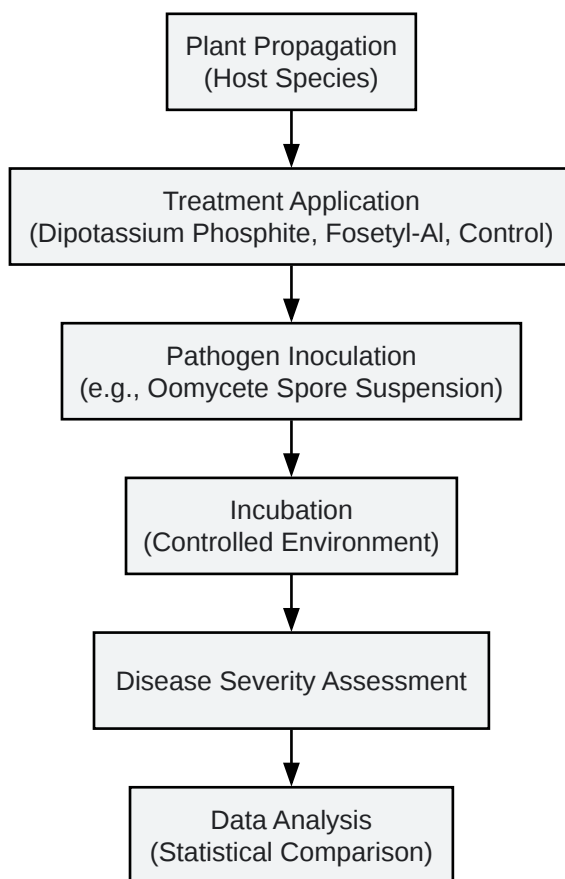 Plant Propagation
(Host Species)
Treatment Application
(Dipotassium Phosphite, Fosetyl-Al, Control)
Pathogen Inoculation
(e.g., Oomycete Spore Suspension)
Incubation
(Controlled Environment)
Disease Severity Assessment
Data Analysis
(Statistical Comparison)